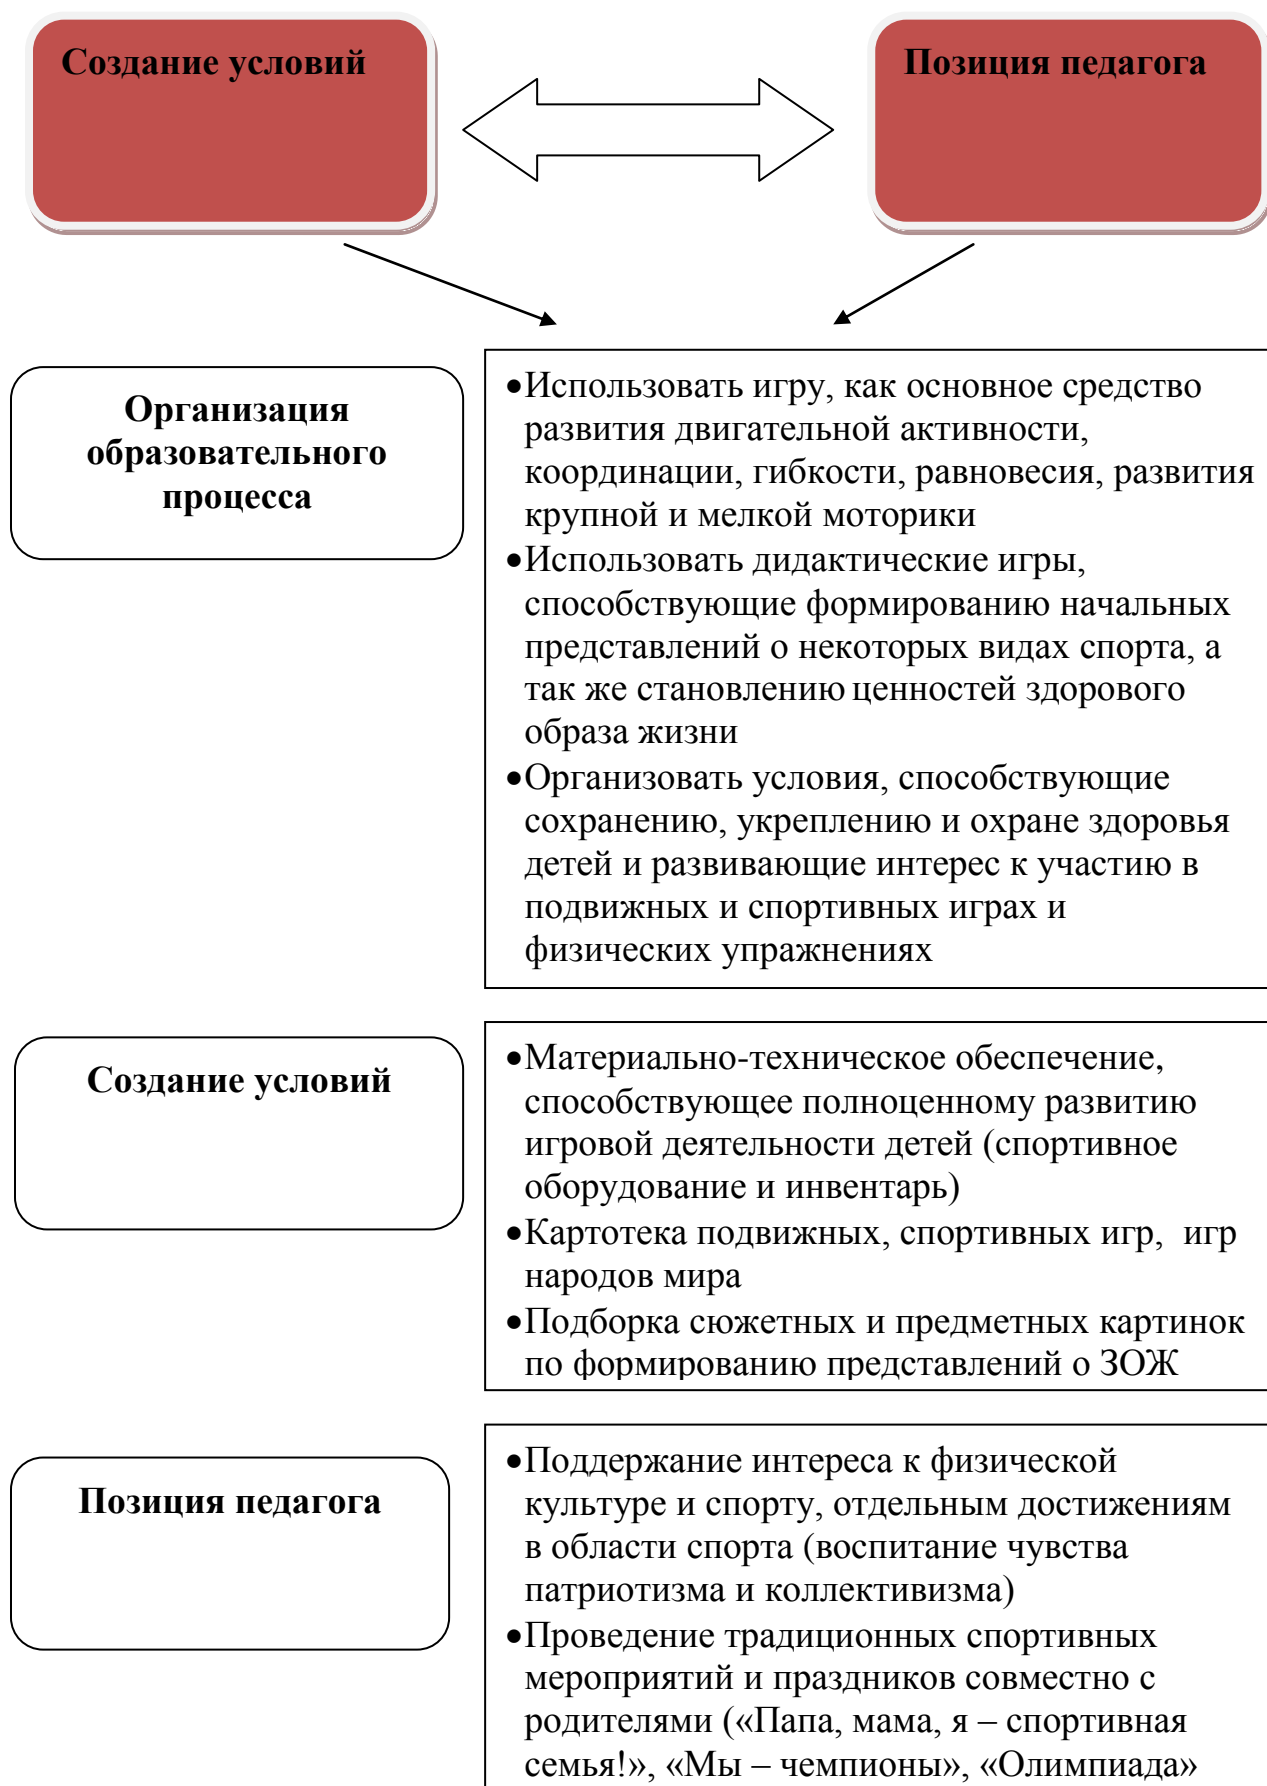 Создание условий
Позиция педагога
Организация
образовательного
процесса
•Использовать игру, как основное средство
развития двигательной активности,
координации, гибкости, равновесия, развития
крупной и мелкой моторики
•Использовать дидактические игры,
способствующие формированию начальных
представлений о некоторых видах спорта, а
так же становлению ценностей здорового
образа жизни
•Организовать условия, способствующие
сохранению, укреплению и охране здоровья
детей и развивающие интерес к участию в
подвижных и спортивных играх и
физических упражнениях
Создание условий
•Материально-техническое обеспечение,
способствующее полноценному развитию
игровой деятельности детей (спортивное
оборудование и инвентарь)
•Картотека подвижных, спортивных игр, игр
народов мира
•Подборка сюжетных и предметных картинок
по формированию представлений о ЗОЖ
Позиция педагога
•Поддержание интереса к физической
культуре и спорту, отдельным достижениям
в области спорта (воспитание чувства
патриотизма и коллективизма)
•Проведение традиционных спортивных
мероприятий и праздников совместно с
родителями («Папа, мама, я – спортивная
семья!», «Мы – чемпионы», «Олимпиада»